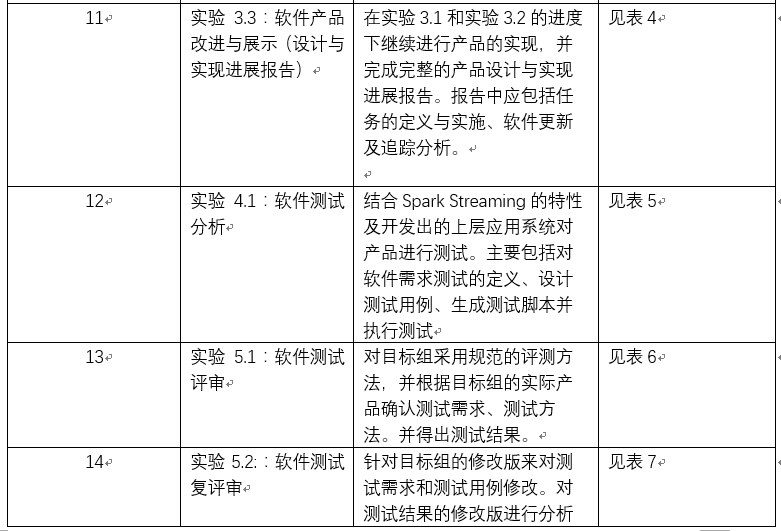 11
实验 3.3：软件产品
改进与展示（设计与
实现进展报告）
在实验3.1和实验3.2的进度
下继续进行产品的实现，并
完成完整的产品设计与实现
进展报告。报告中应包括任
务的定义与实施、软件更新
及追踪分析。
见表 4
12
实验 4.1：软件测试
分析
结合 Spark Streaming 的特性
及开发出的上层应用系统对
产品进行测试。主要包括对
软件需求测试的定义、设计
测试用例、生成测试脚本并
执行测试
见表 5
13
实验 5.1：软件测试
评审
对目标组采用规范的评测方
法，并根据目标组的实际产
品确认测试需求、测试方
法。并得出测试结果。
见表 6
14
实验 5.2:：软件测试
复评审
针对目标组的修改版来对测
试需求和测试用例修改。对
测试结果的修改版进行分析
见表 7